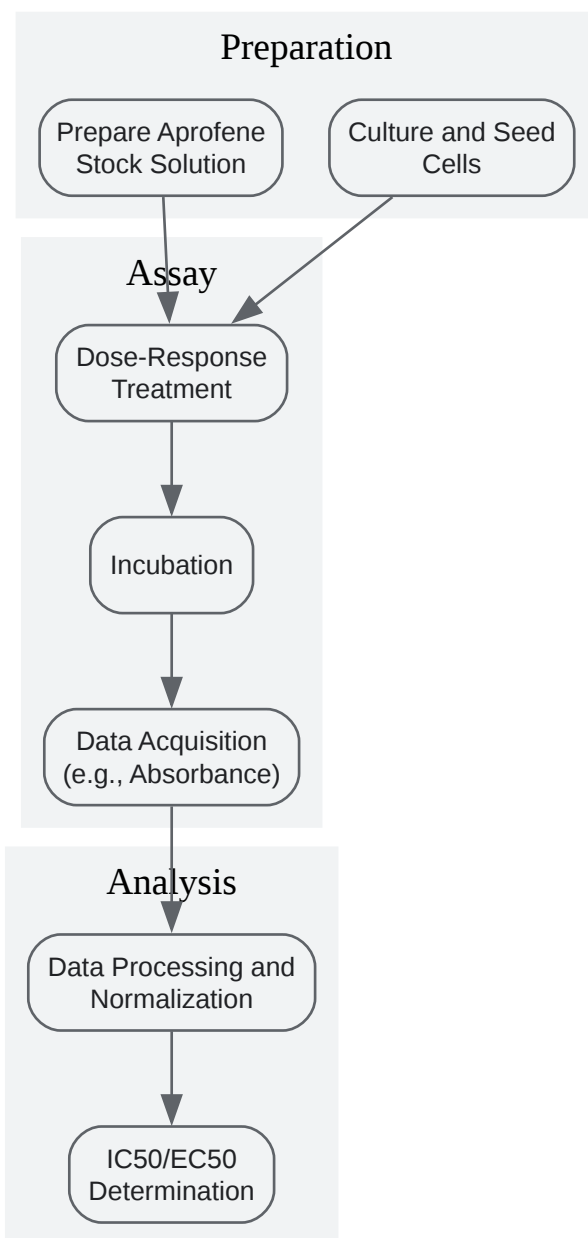 Preparation
Prepare Aprofene
Stock Solution
Culture and Seed
Cells
Assay
Dose-Response
Treatment
Incubation
Data Acquisition
(e.g., Absorbance)
Analysis
Data Processing and
Normalization
IC50/EC50
Determination